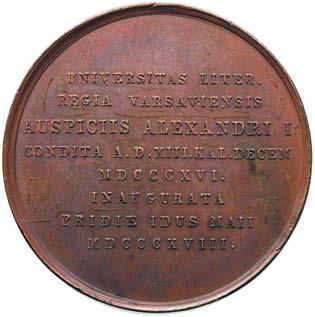 UNIVERSITAS LITER.
REGIA VARSAVIENSIS
AUSPICIIS ALEXANDRI I.
CONDITA A.D.XIII.KAL.DECEM
MDCCCXVI.
INAUGURATA
PRIDIE IDUS MAII
MDCCCXVIII.